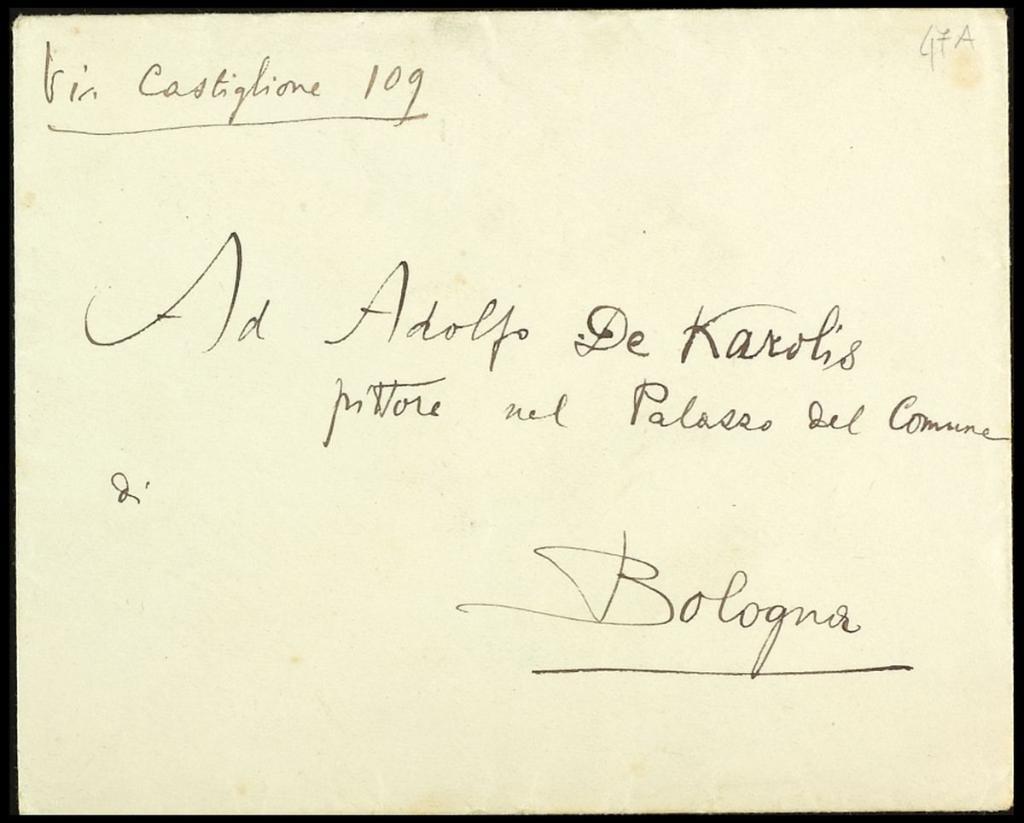 Via Castiglione 109
47A
Ad Adolfo De Karolis
pittore nel Palazzo del Comune
di
Bologna